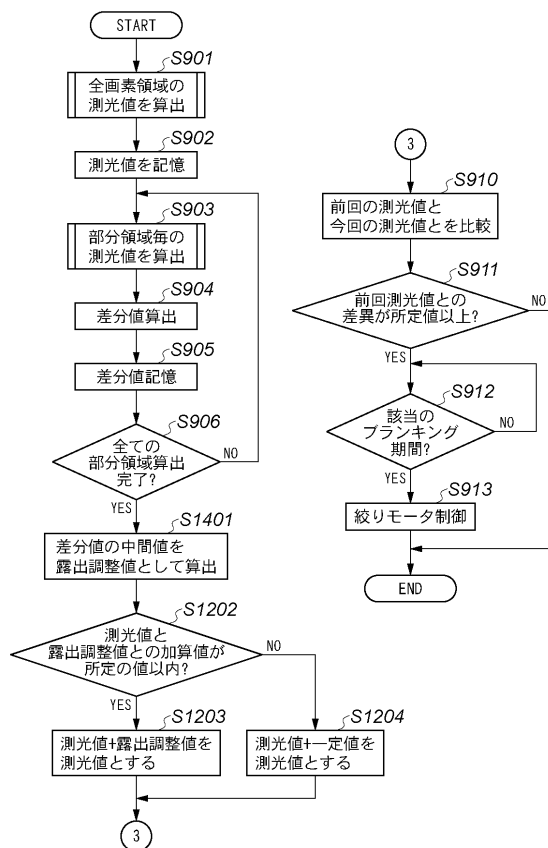 START
S901
全画素領域の
測光値を算出
S902
測光値を記憶
S903
部分領域毎の
測光値を算出
S904
差分値算出
S905
差分値記憶
S906
全ての
部分領域算出
完了?
NO
YES
S1401
差分値の中間値を
露出調整値として算出
S1202
測光値と
露出調整値との加算値が
所定の値以内?
NO
YES
S1203
測光値+露出調整値を
測光値とする
S1204
測光値+一定値を
測光値とする
3
3
S910
前回の測光値と
今回の測光値とを比較
S911
前回測光値との
差異が所定値以上?
NO
YES
S912
該当の
ブランキング
期間?
NO
YES
S913
絞りモータ制御
END